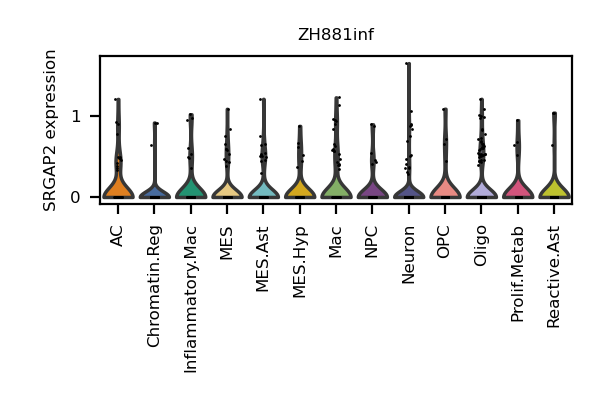 ZH881inf
SRGAP2 expression
1
0
AC
Chromatin.Reg
Inflammatory.Mac
MES
MES.Ast
MES.Hyp
Mac
NPC
Neuron
OPC
Oligo
Prolif.Metab
Reactive.Ast